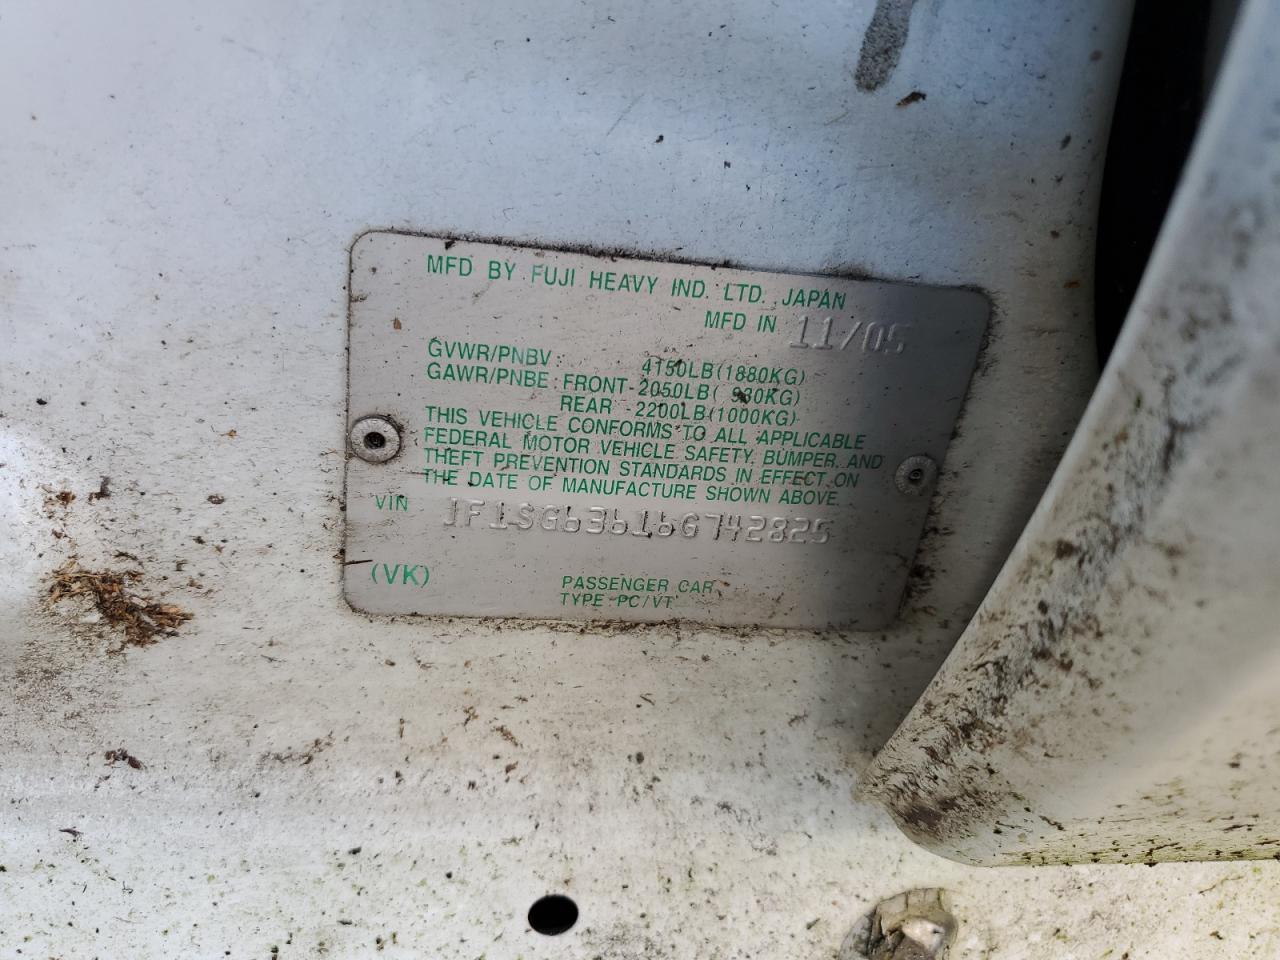 MFD BY FUJI HEAVY IND. LTD. JAPAN
MFD IN 11/05
GVWR/PNBV : 4150LB(1880KG)
GAWR/PNBE : FRONT-2050LB( 930KG)
REAR -2200LB(1000KG)
THIS VEHICLE CONFORMS TO ALL APPLICABLE
FEDERAL MOTOR VEHICLE SAFETY, BUMPER, AND
THEFT PREVENTION STANDARDS IN EFFECT ON
THE DATE OF MANUFACTURE SHOWN ABOVE.
VIN JF1SG63616G742825
(VK)
PASSENGER CAR
TYPE:PC/VT